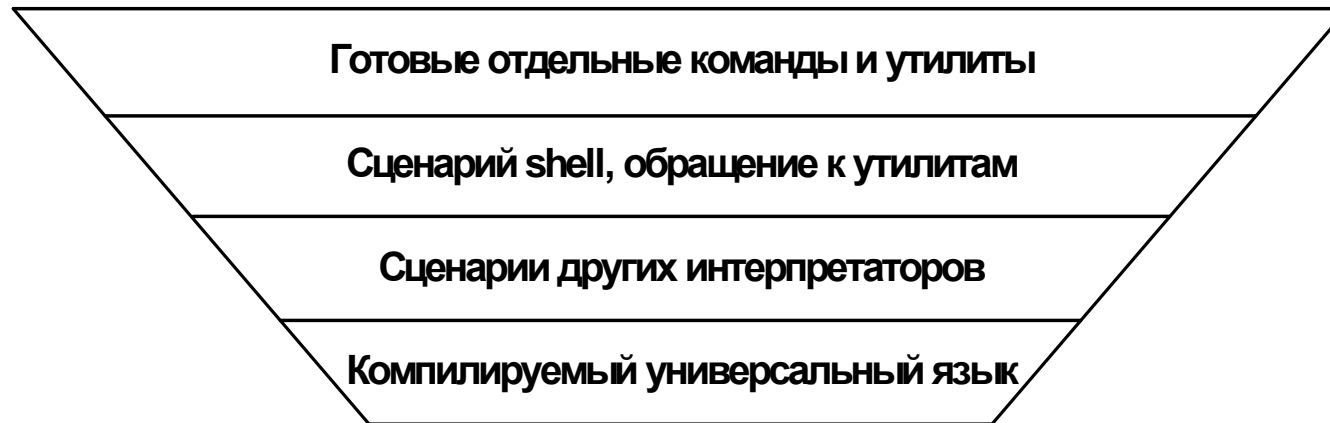 Готовые отдельные команды и утилиты
Сценарий shell, обращение к утилитам
Сценарии других интерпретаторов
Компилируемый универсальный язык